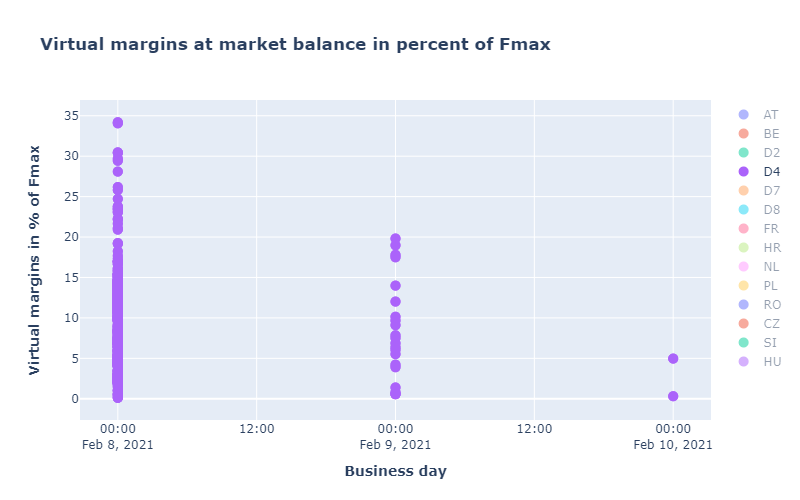 Virtual margins at market balance in percent of Fmax
Virtual margins in % of Fmax
35
30
25
20
15
10
5
0
00:00
Feb 8, 2021
12:00
00:00
Feb 9, 2021
12:00
00:00
Feb 10, 2021
Business day
AT
BE
D2
D4
D7
D8
FR
HR
NL
PL
RO
CZ
SI
HU